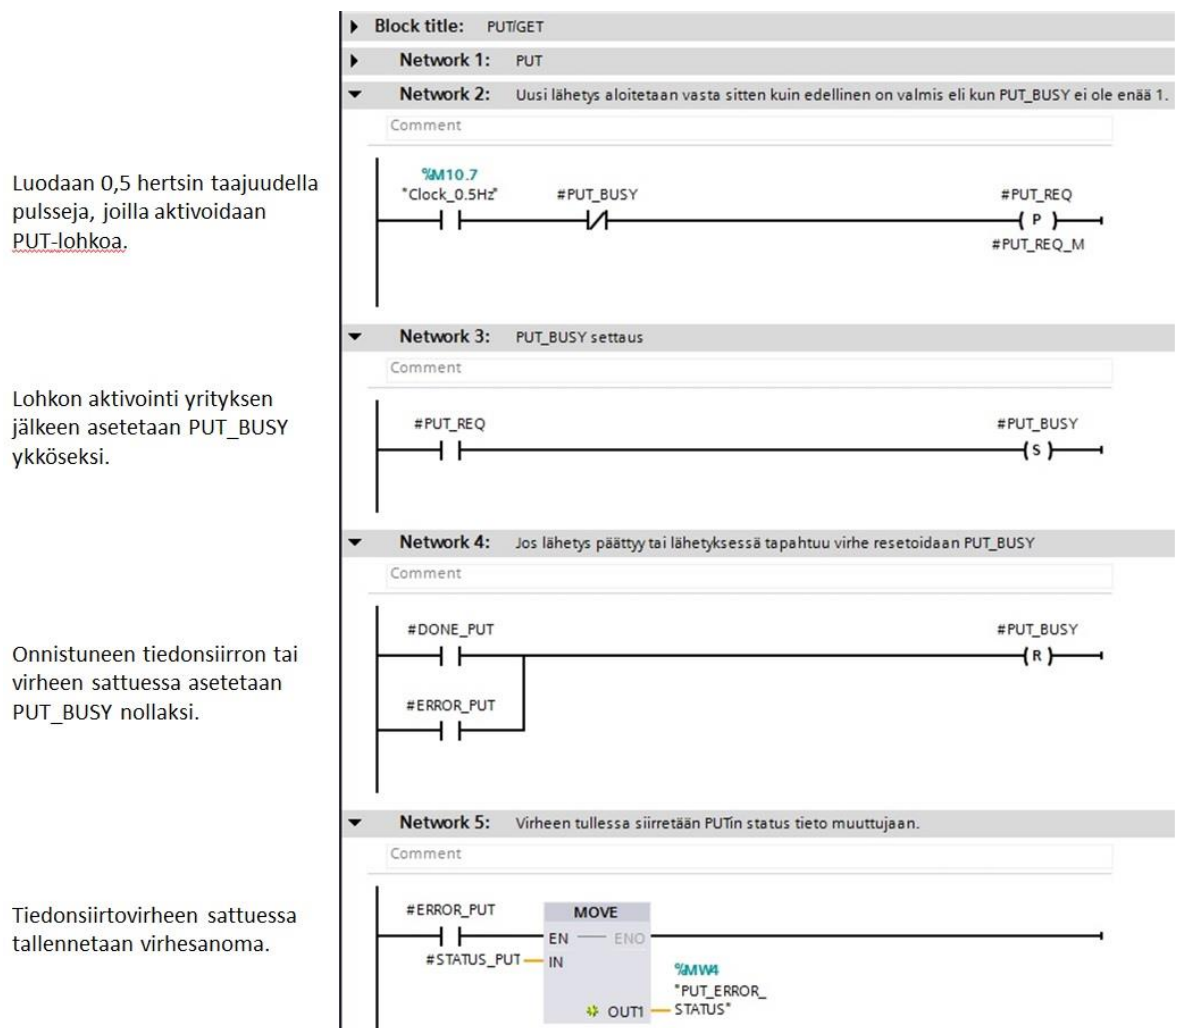 Block title: PUT/GET
Network 1: PUT
Network 2: Uusi lähetys aloitetaan vasta sitten kuin edellinen on valmis eli kun PUT_BUSY ei ole enää 1.
Comment
Luodaan 0,5 hertsin taajuudella
pulsseja, joilla aktivoidaan
PUT-lohkoa.
%M10.7
"Clock_0.5Hz"
#PUT_BUSY
#PUT_REQ
P
#PUT_REQ_M
Network 3: PUT_BUSY settaus
Comment
Lohkon aktivointi yrityksen
jälkeen asetetaan PUT_BUSY
ykköseksi.
#PUT_REQ
#PUT_BUSY
S
Network 4: Jos lähetys päättyy tai lähetyksessä tapahtuu virhe resetoidaan PUT_BUSY
Comment
Onnistuneen tiedonsiirron tai
virheen sattuessa asetetaan
PUT_BUSY nollaksi.
#DONE_PUT
#PUT_BUSY
R
#ERROR_PUT
Network 5: Virheen tullessa siirretään PUTin status tieto muuttujaan.
Comment
Tiedonsiirtovirheen sattuessa
tallennetaan virhesanoma.
#ERROR_PUT
MOVE
EN ENO
#STATUS_PUT IN
%MW4
"PUT_ERROR_
OUT1 STATUS"